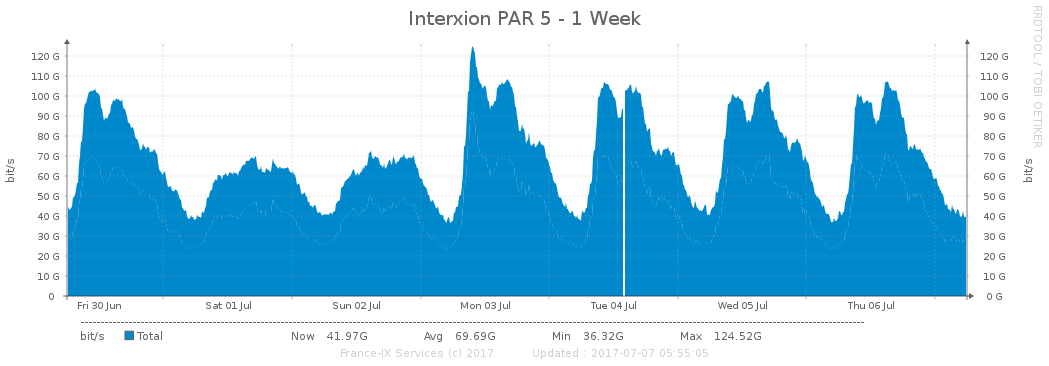 Interxion PAR 5 - 1 Week
RRDTOOL / TOBI OETIKER
bit/s
120 G 120 G
110 G 110 G
100 G 100 G
90 G 90 G
80 G 80 G
70 G 70 G
60 G 60 G
50 G 50 G
40 G 40 G
30 G 30 G
20 G 20 G
10 G 10 G
0 0 G
bit/s
Fri 30 Jun Sat 01 Jul Sun 02 Jul Mon 03 Jul Tue 04 Jul Wed 05 Jul Thu 06 Jul
bit/s Total Now 41.97G Avg 69.69G Min 36.32G Max 124.52G
France-IX Services (c) 2017 Updated : 2017-07-07 05:55:05